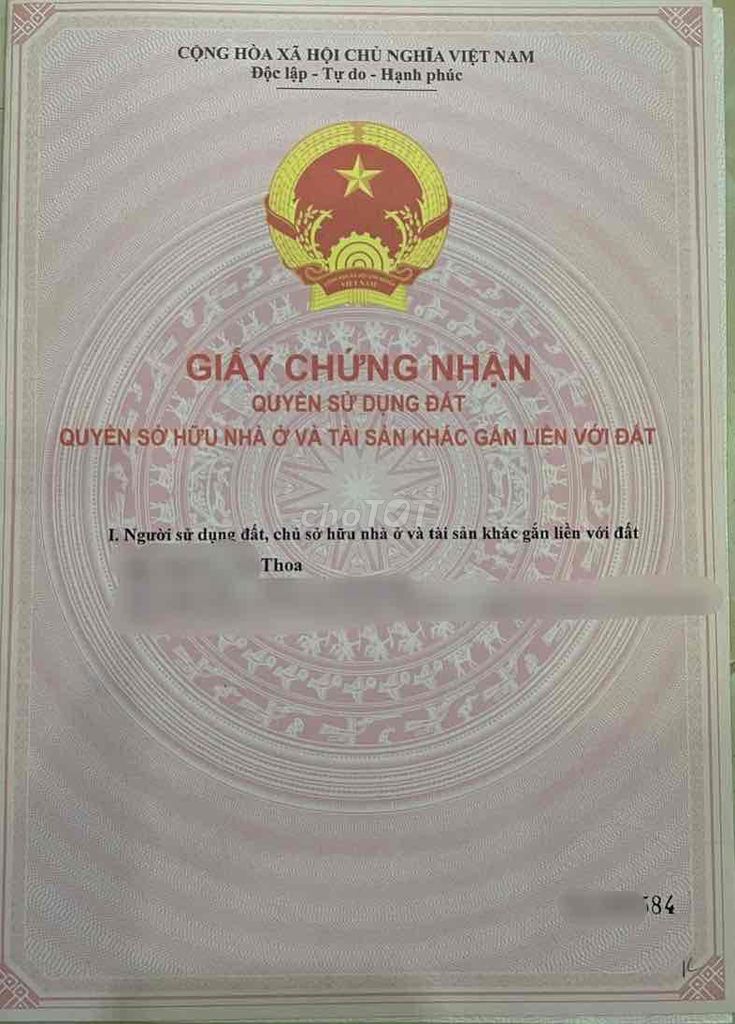 CỘNG HÒA XÃ HỘI CHỦ NGHĨA VIỆT NAM
Độc lập - Tự do - Hạnh phúc
VIỆT NAM
GIẤY CHỨNG NHẬN
QUYỀN SỬ DỤNG ĐẤT
QUYỀN SỞ HỮU NHÀ Ở VÀ TÀI SẢN KHÁC GẮN LIỀN VỚI ĐẤT
choTỐT
I. Người sử dụng đất, chủ sở hữu nhà ở và tài sản khác gắn liền với đất
Thoa
584